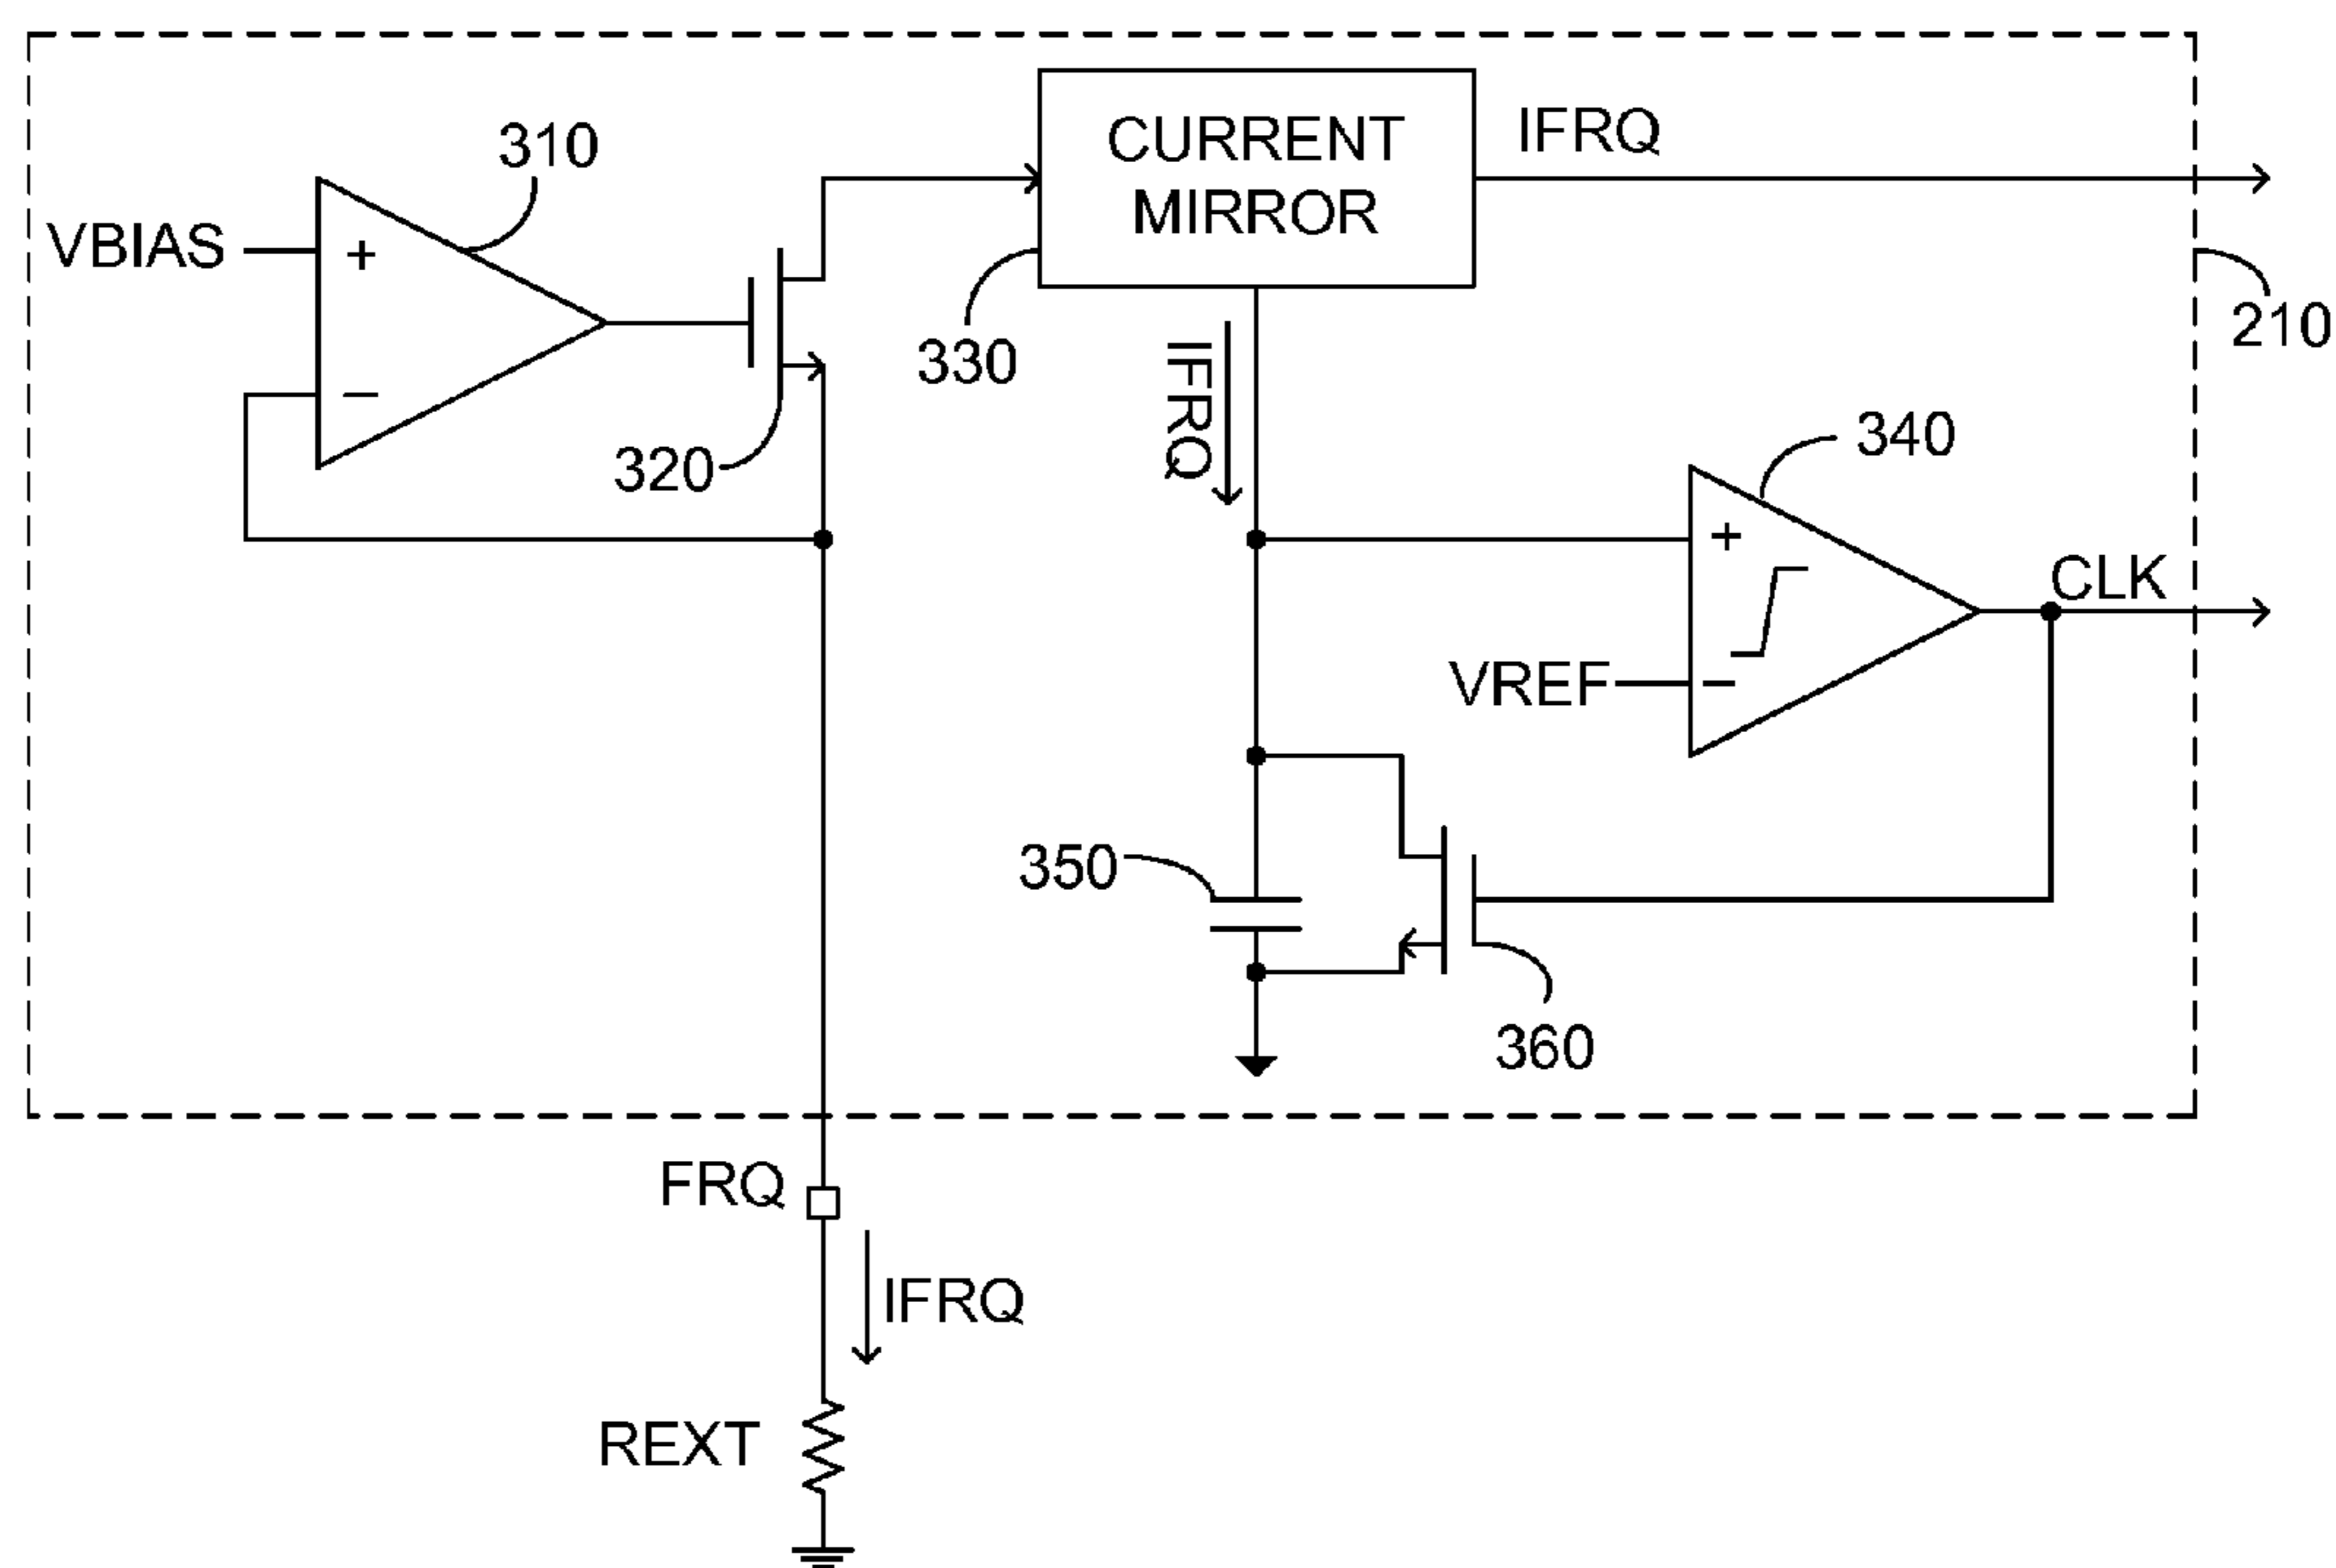 310
VBIAS
+
−
320
CURRENT
MIRROR
330
IFRQ
210
IFRQ
340
+
−
VREF
CLK
350
360
FRQ
IFRQ
REXT